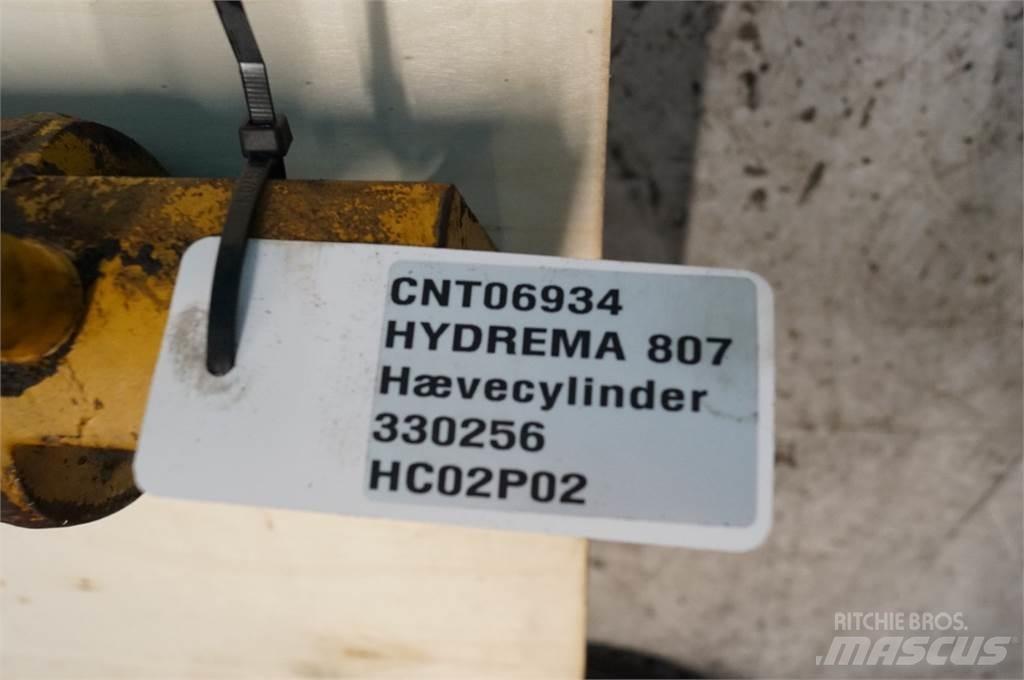 CNT06934
HYDREMA 807
Hævecylinder
330256
HC02P02
RITCHIE BROS.
MASCUS